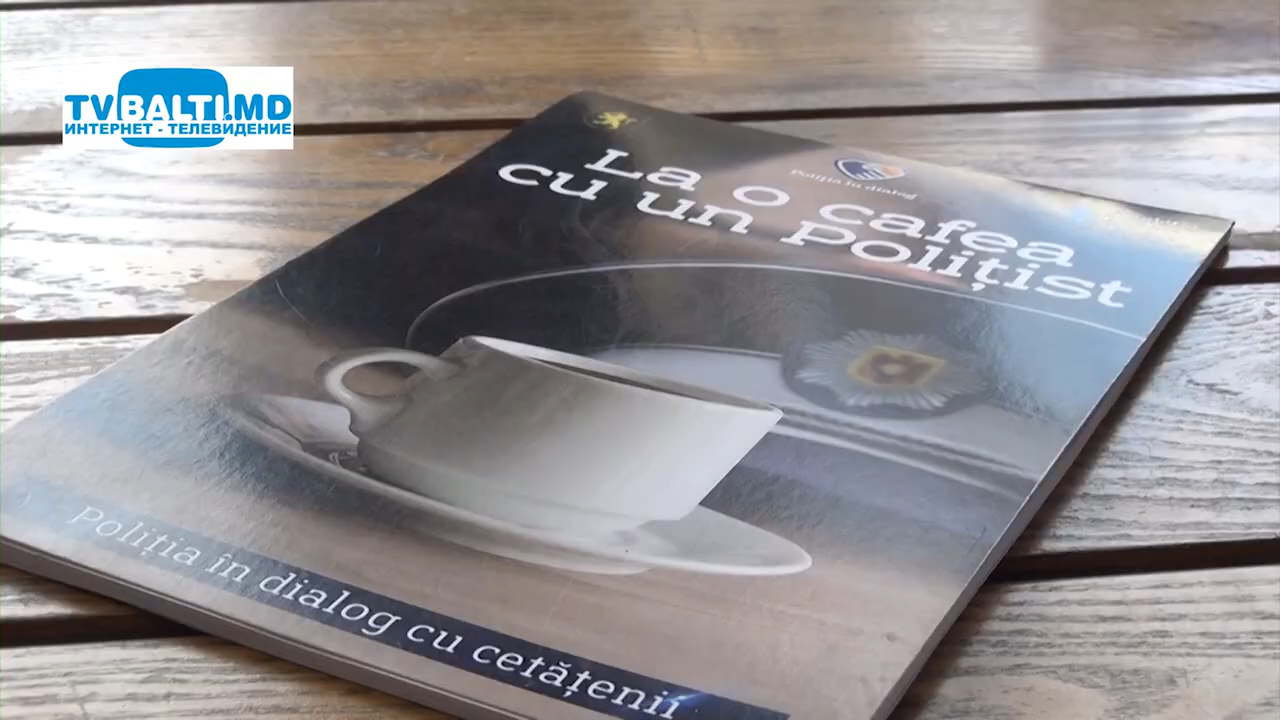 TVBALTI.MD
ИНТЕРНЕТ - ТЕЛЕВИДЕНИЕ
Poliția în dialog
La o cafea
cu un Polițist
Poliția în dialog cu cetățenii